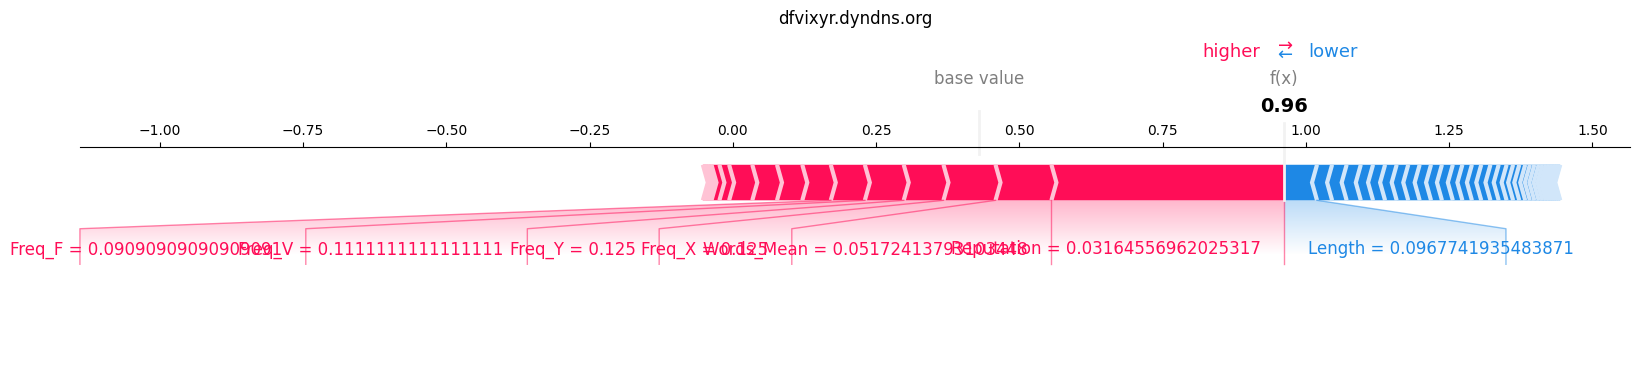 dfvixyr.dyndns.org
higher ⇄ lower
base value f(x)
0.96
−1.00 −0.75 −0.50 −0.25 0.00 0.25 0.50 0.75 1.00 1.25 1.50
Freq_F = 0.09090909090909091 Freq_V = 0.1111111111111111 Freq_Y = 0.125 Freq_X = 0.125 Words_Mean = 0.05172413793103448 Reputation = 0.03164556962025317 Length = 0.0967741935483871